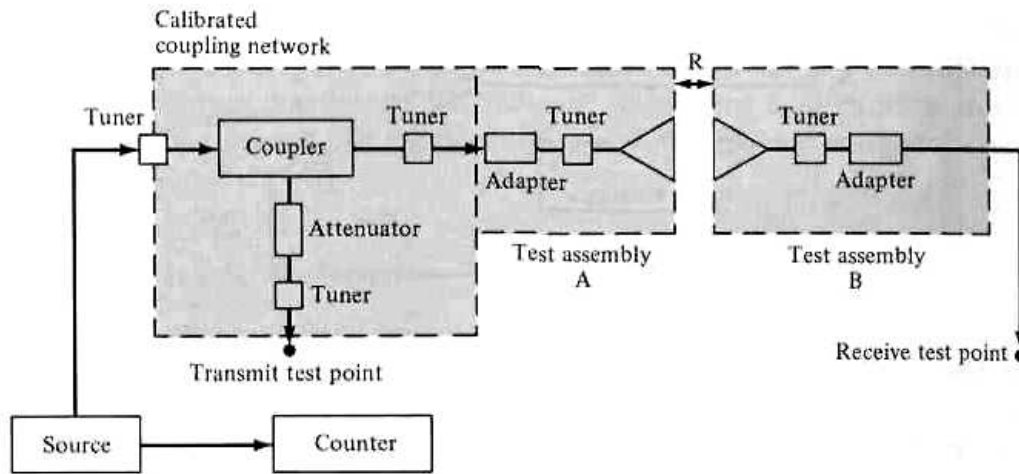 Calibrated
coupling network
R
Tuner
Tuner
Tuner
Tuner
Coupler
Adapter
Adapter
Attenuator
Test assembly
A
Test assembly
B
Tuner
Receive test point
Transmit test point
Source
Counter